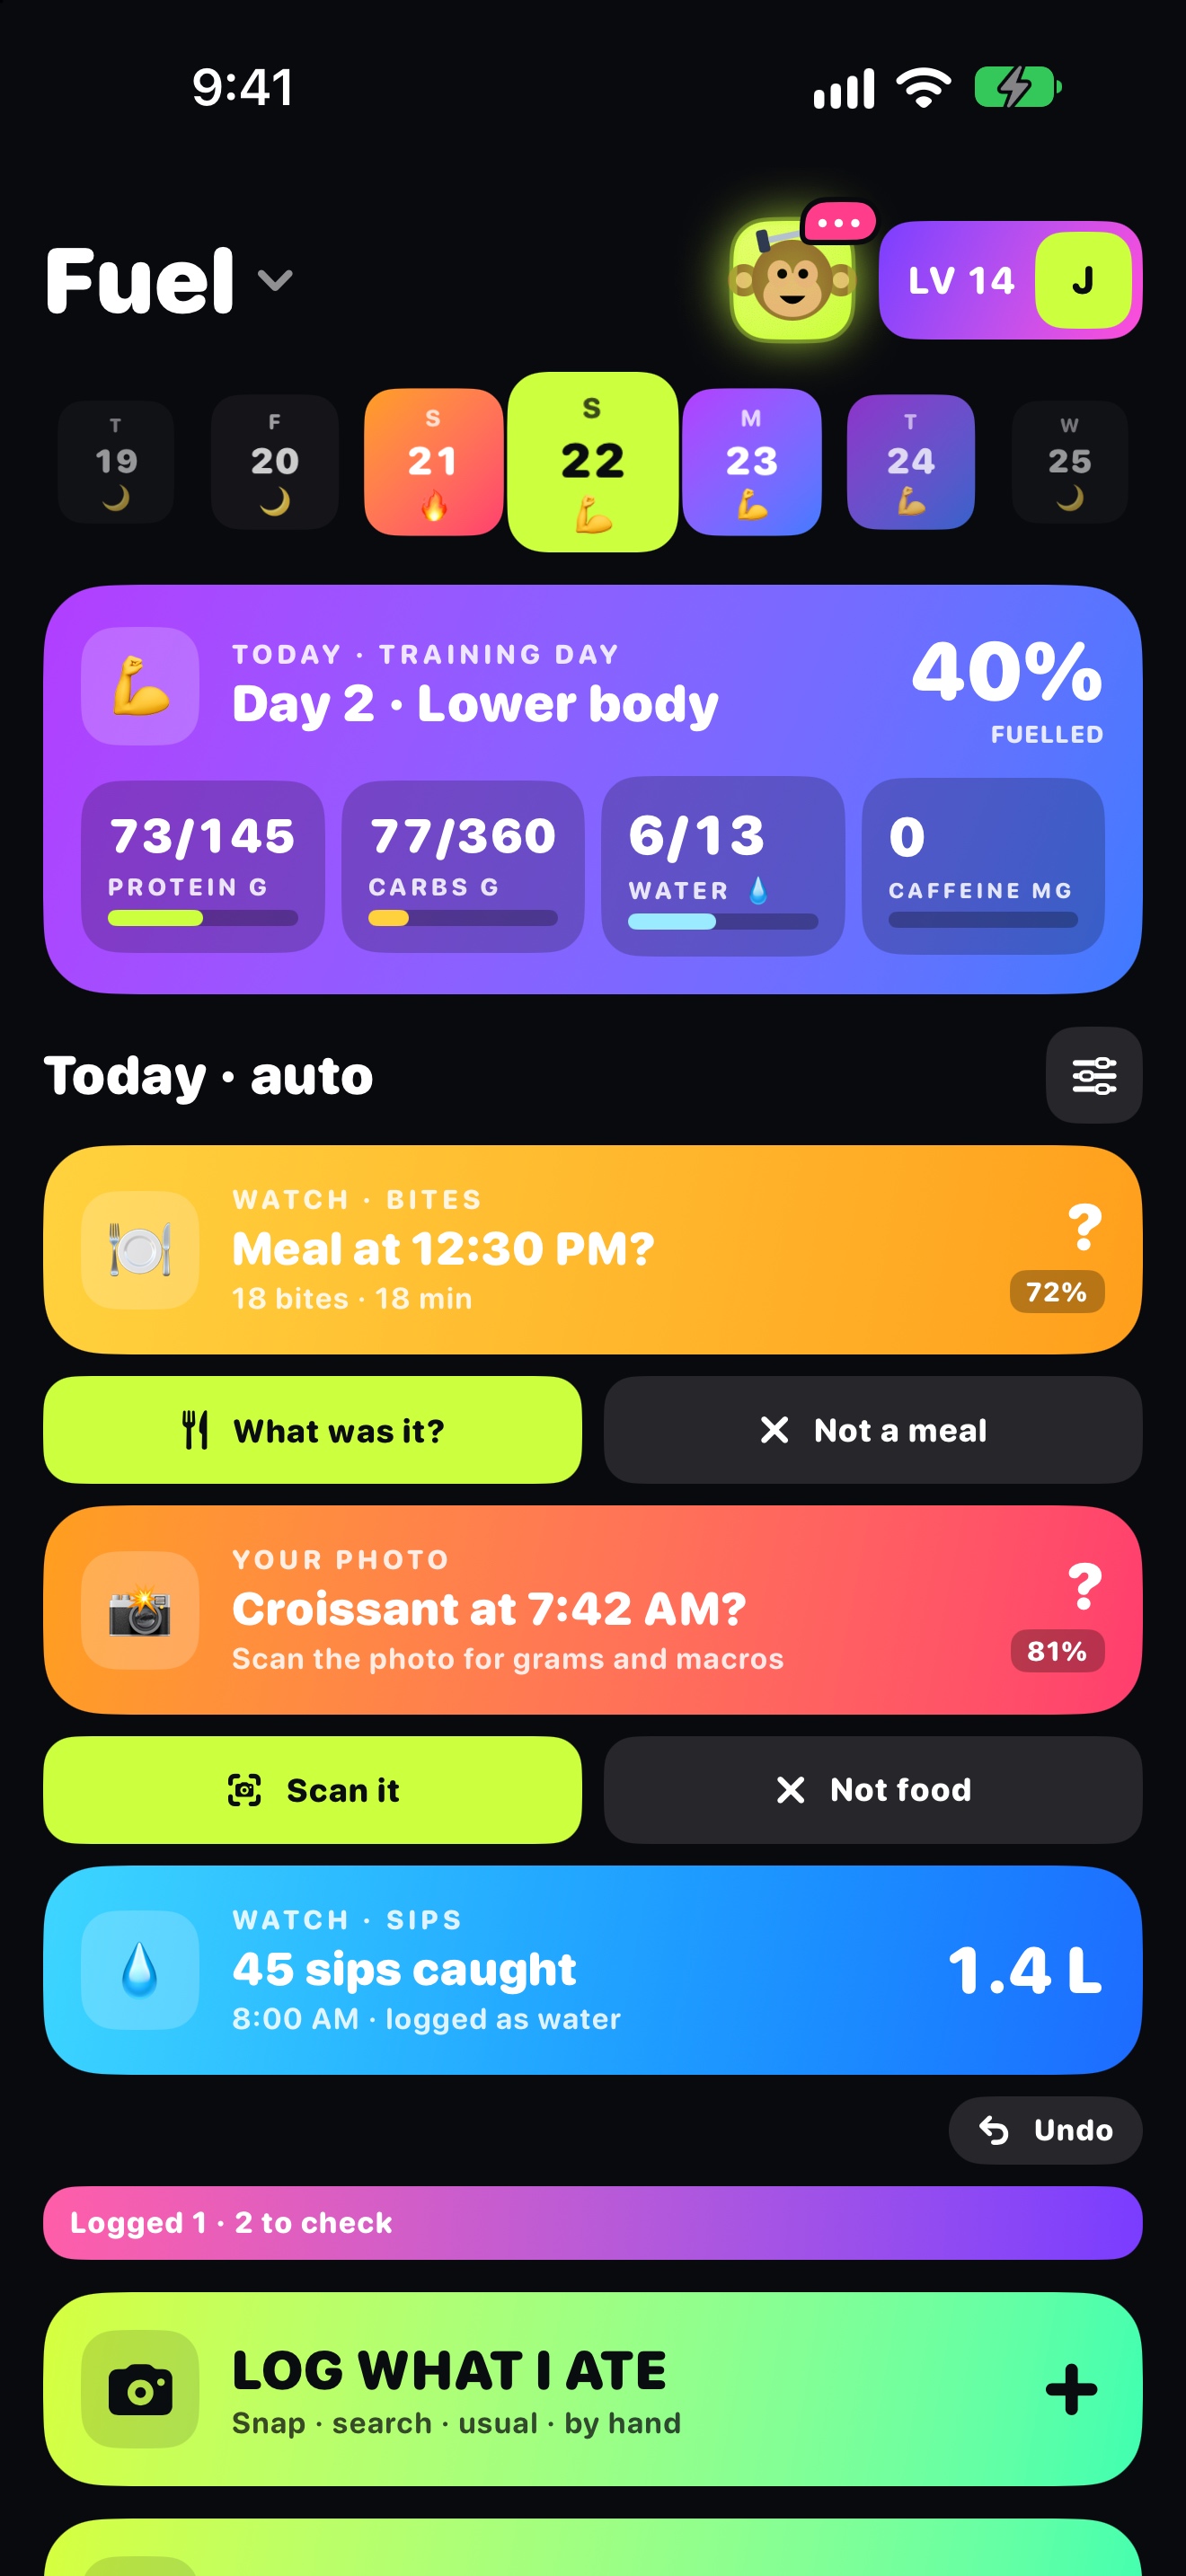 9:41
Fuel
LV 14 J
T F S S M T W
19 20 21 22 23 24 25
TODAY · TRAINING DAY
Day 2 · Lower body
40%
FUELLED
73/145 77/360 6/13 0
PROTEIN G CARBS G WATER CAFFEINE MG
Today · auto
WATCH · BITES
Meal at 12:30 PM?
18 bites · 18 min
?
72%
What was it? Not a meal
YOUR PHOTO
Croissant at 7:42 AM?
Scan the photo for grams and macros
?
81%
Scan it Not food
WATCH · SIPS
45 sips caught
8:00 AM · logged as water
1.4 L
Undo
Logged 1 · 2 to check
LOG WHAT I ATE
Snap · search · usual · by hand